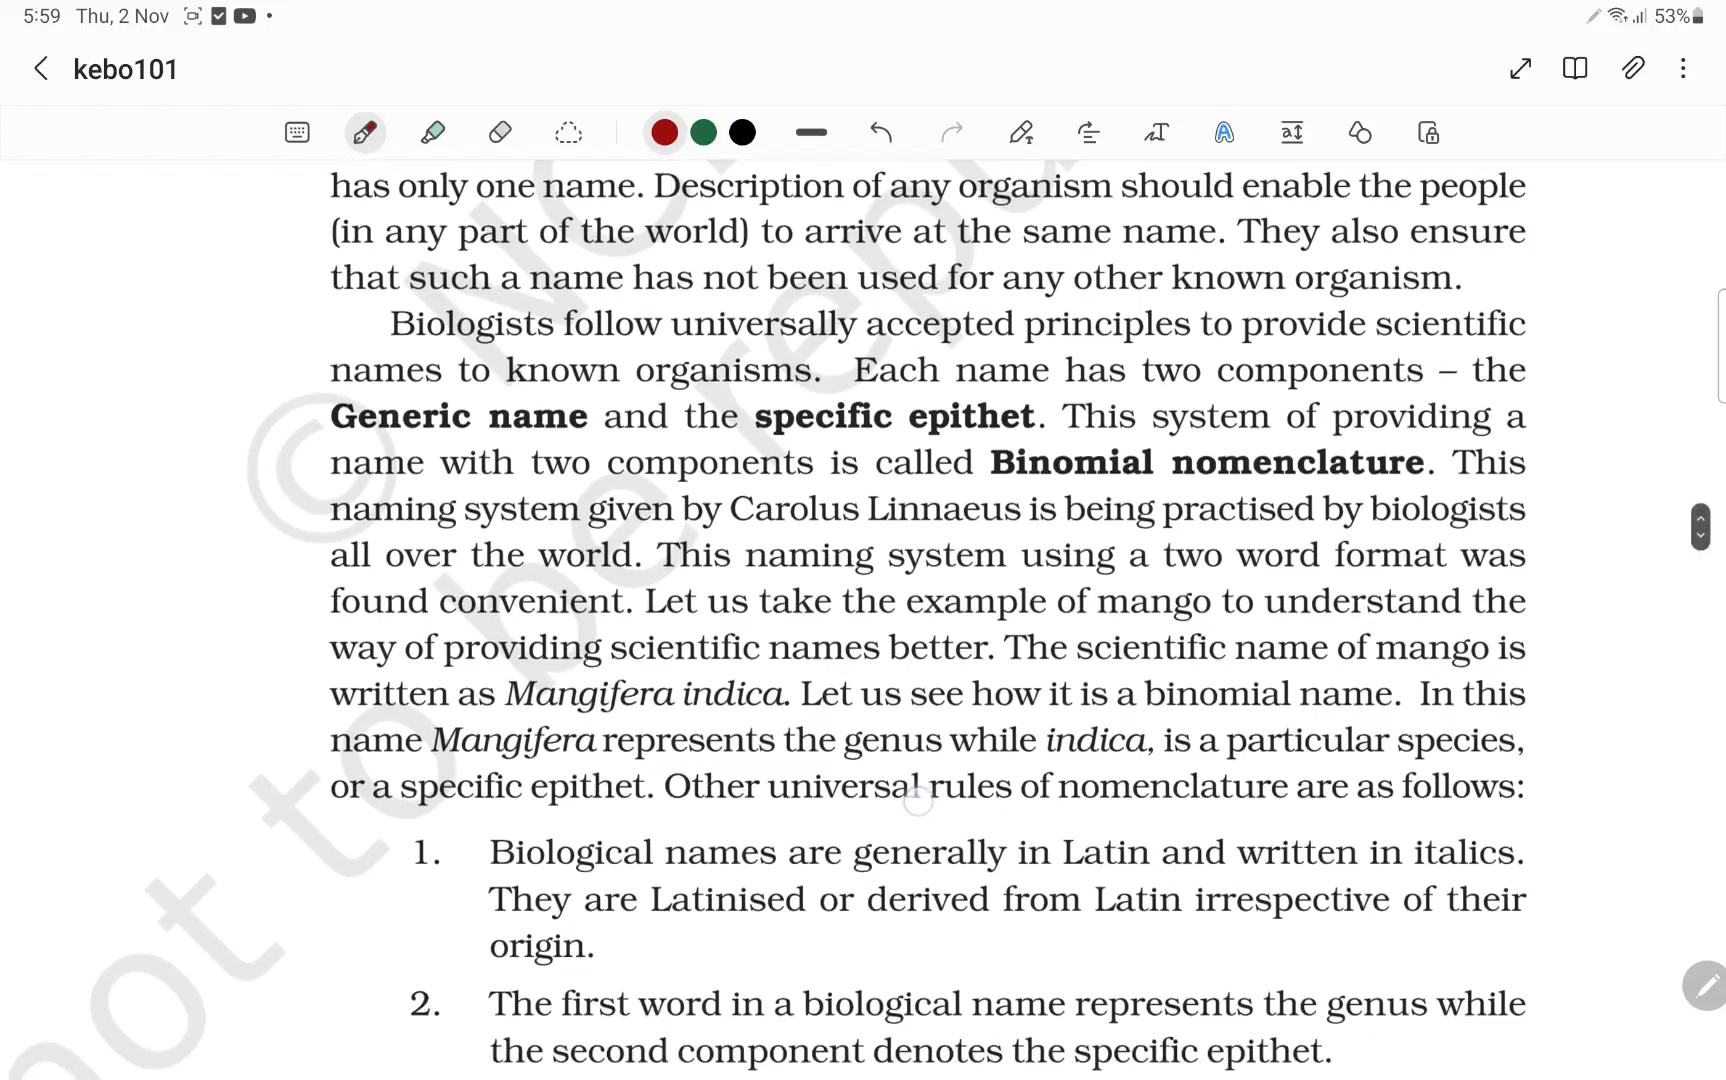 5:59 Thu, 2 Nov
53%
kebo101
has only one name. Description of any organism should enable the people
(in any part of the world) to arrive at the same name. They also ensure
that such a name has not been used for any other known organism.
Biologists follow universally accepted principles to provide scientific
names to known organisms. Each name has two components – the
Generic name and the specific epithet. This system of providing a
name with two components is called Binomial nomenclature. This
naming system given by Carolus Linnaeus is being practised by biologists
all over the world. This naming system using a two word format was
found convenient. Let us take the example of mango to understand the
way of providing scientific names better. The scientific name of mango is
written as Mangifera indica. Let us see how it is a binomial name. In this
name Mangifera represents the genus while indica, is a particular species,
or a specific epithet. Other universal rules of nomenclature are as follows:
1. Biological names are generally in Latin and written in italics.
They are Latinised or derived from Latin irrespective of their
origin.
2. The first word in a biological name represents the genus while
the second component denotes the specific epithet.
© NC
not to be repu